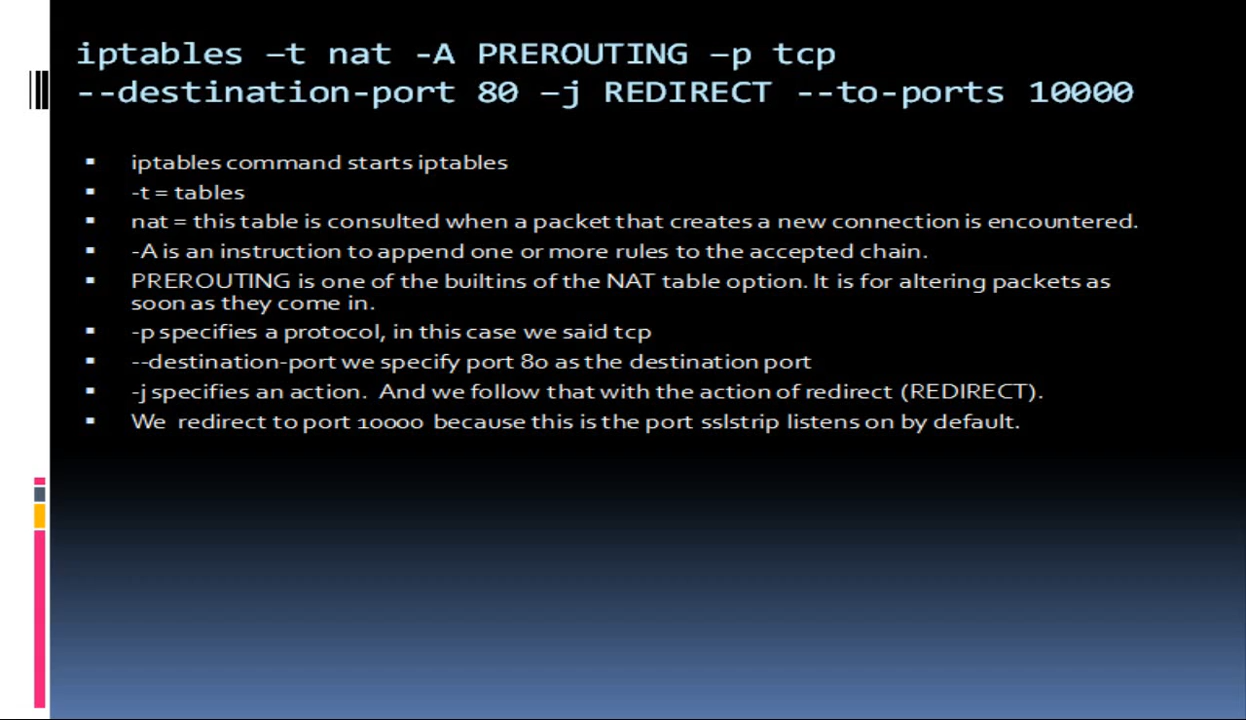 iptables –t nat -A PREROUTING –p tcp
--destination-port 80 –j REDIRECT --to-ports 10000
iptables command starts iptables
-t = tables
nat = this table is consulted when a packet that creates a new connection is encountered.
-A is an instruction to append one or more rules to the accepted chain.
PREROUTING is one of the builtins of the NAT table option. It is for altering packets as
soon as they come in.
-p specifies a protocol, in this case we said tcp
--destination-port we specify port 80 as the destination port
-j specifies an action.  And we follow that with the action of redirect (REDIRECT).
We  redirect to port 10000  because this is the port sslstrip listens on by default.